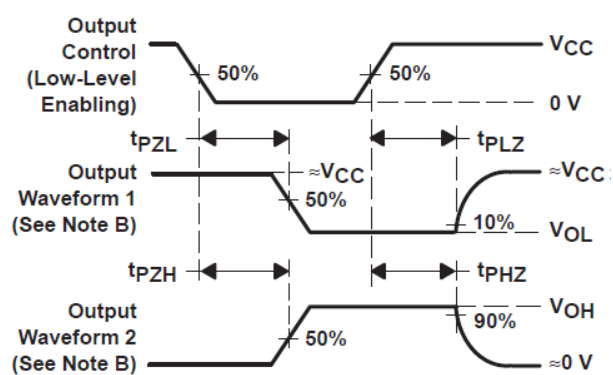 Output
Control
(Low-Level
Enabling)
50%
50%
VCC
0 V
tPZL
tPLZ
Output
Waveform 1
(See Note B)
≈VCC
50%
10%
≈VCC
VOL
tPZH
tPHZ
Output
Waveform 2
(See Note B)
50%
90%
VOH
≈0 V